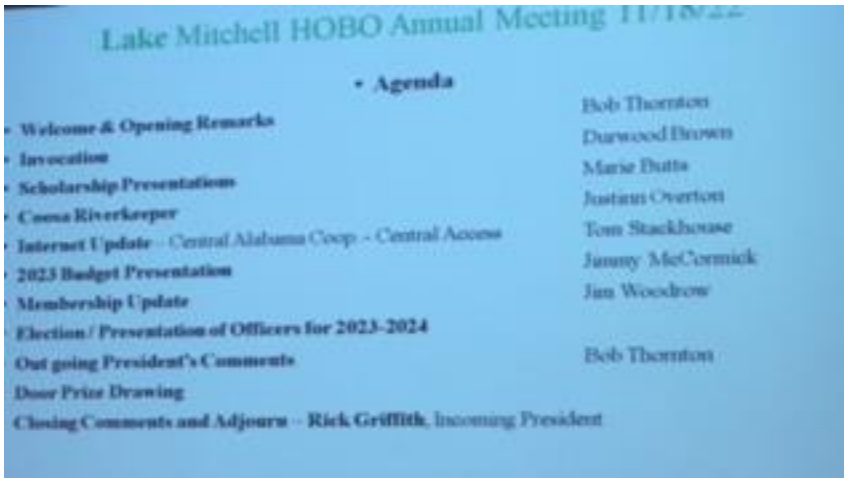 Lake Mitchell HOBO Annual Meeting 11/18/22
• Agenda
• Welcome & Opening Remarks Bob Thornton
• Invocation Durwood Brown
• Scholarship Presentations Marie Butts
• Coosa Riverkeeper Justinn Overton
• Internet Update – Central Alabama Coop. - Central Access Tom Stackhouse
• 2023 Budget Presentation Jimmy McCormick
• Membership Update Jim Woodrow
• Election / Presentation of Officers for 2023-2024
Out going President's Comments Bob Thornton
Door Prize Drawing
Closing Comments and Adjourn – Rick Griffith, Incoming President